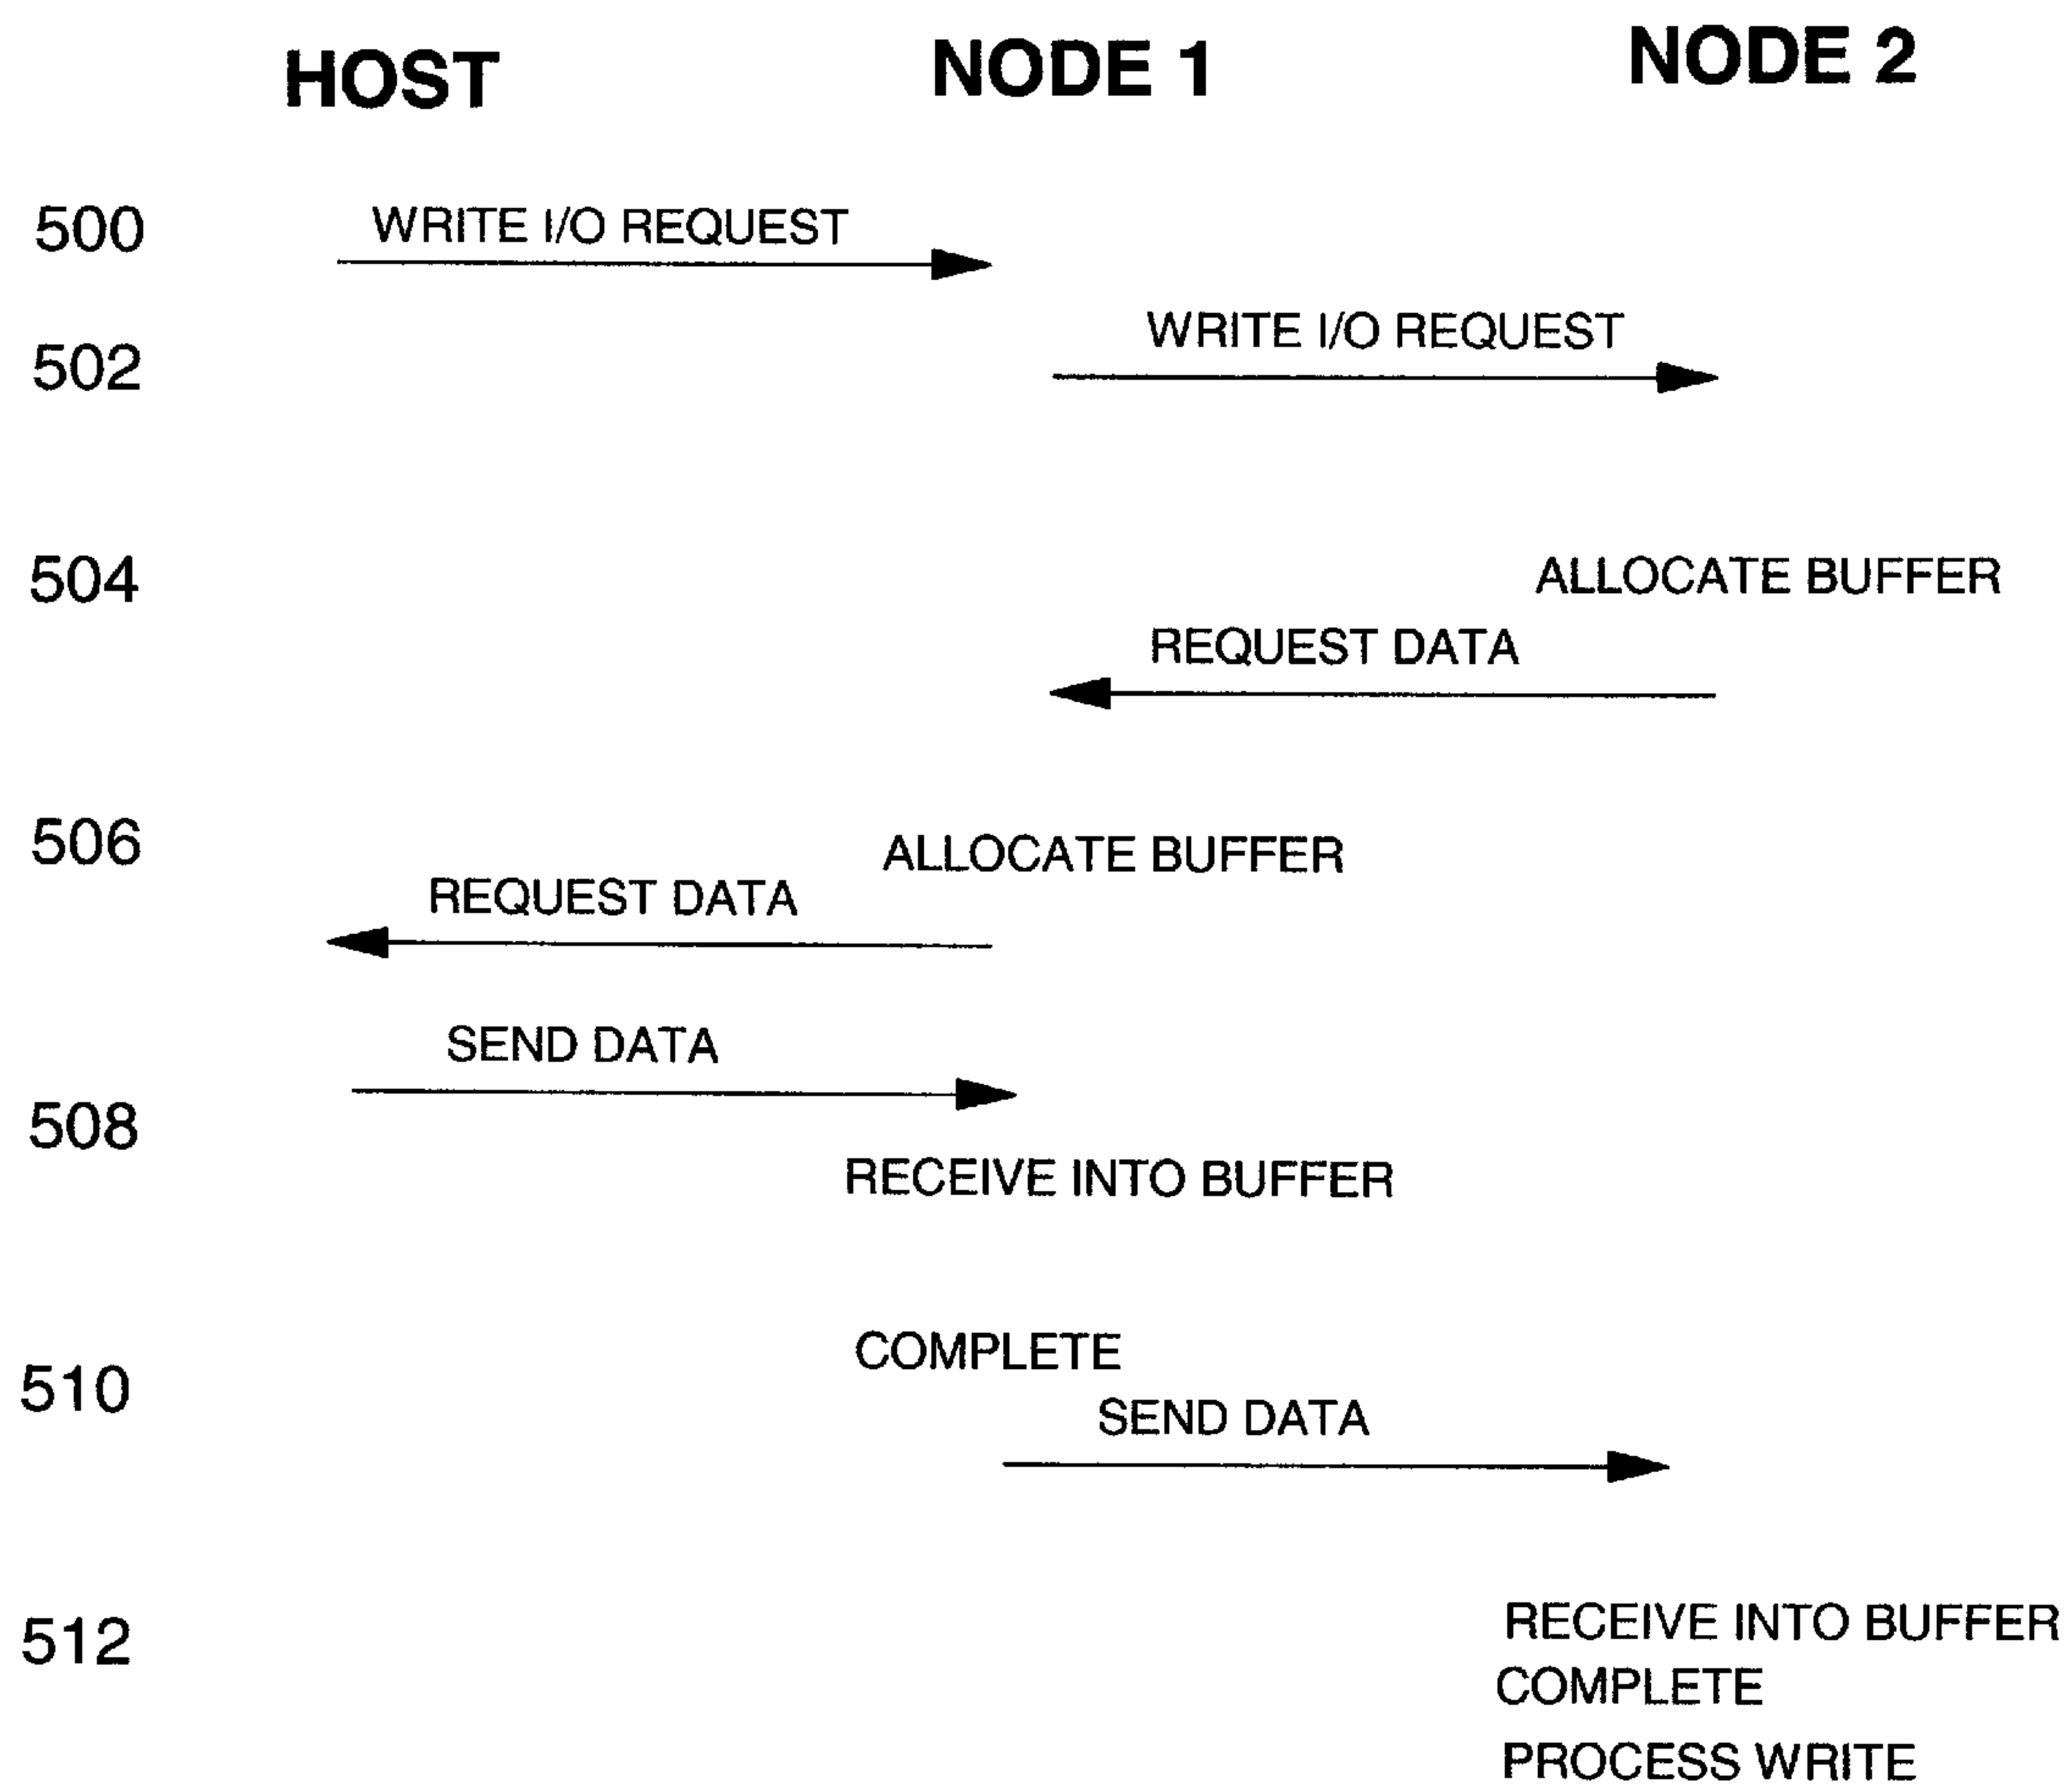 HOST NODE 1 NODE 2
500 WRITE I/O REQUEST
WRITE I/O REQUEST
502
504 ALLOCATE BUFFER
REQUEST DATA
506 ALLOCATE BUFFER
REQUEST DATA
SEND DATA
508
RECEIVE INTO BUFFER
COMPLETE
510
SEND DATA
512 RECEIVE INTO BUFFER
COMPLETE
PROCESS WRITE